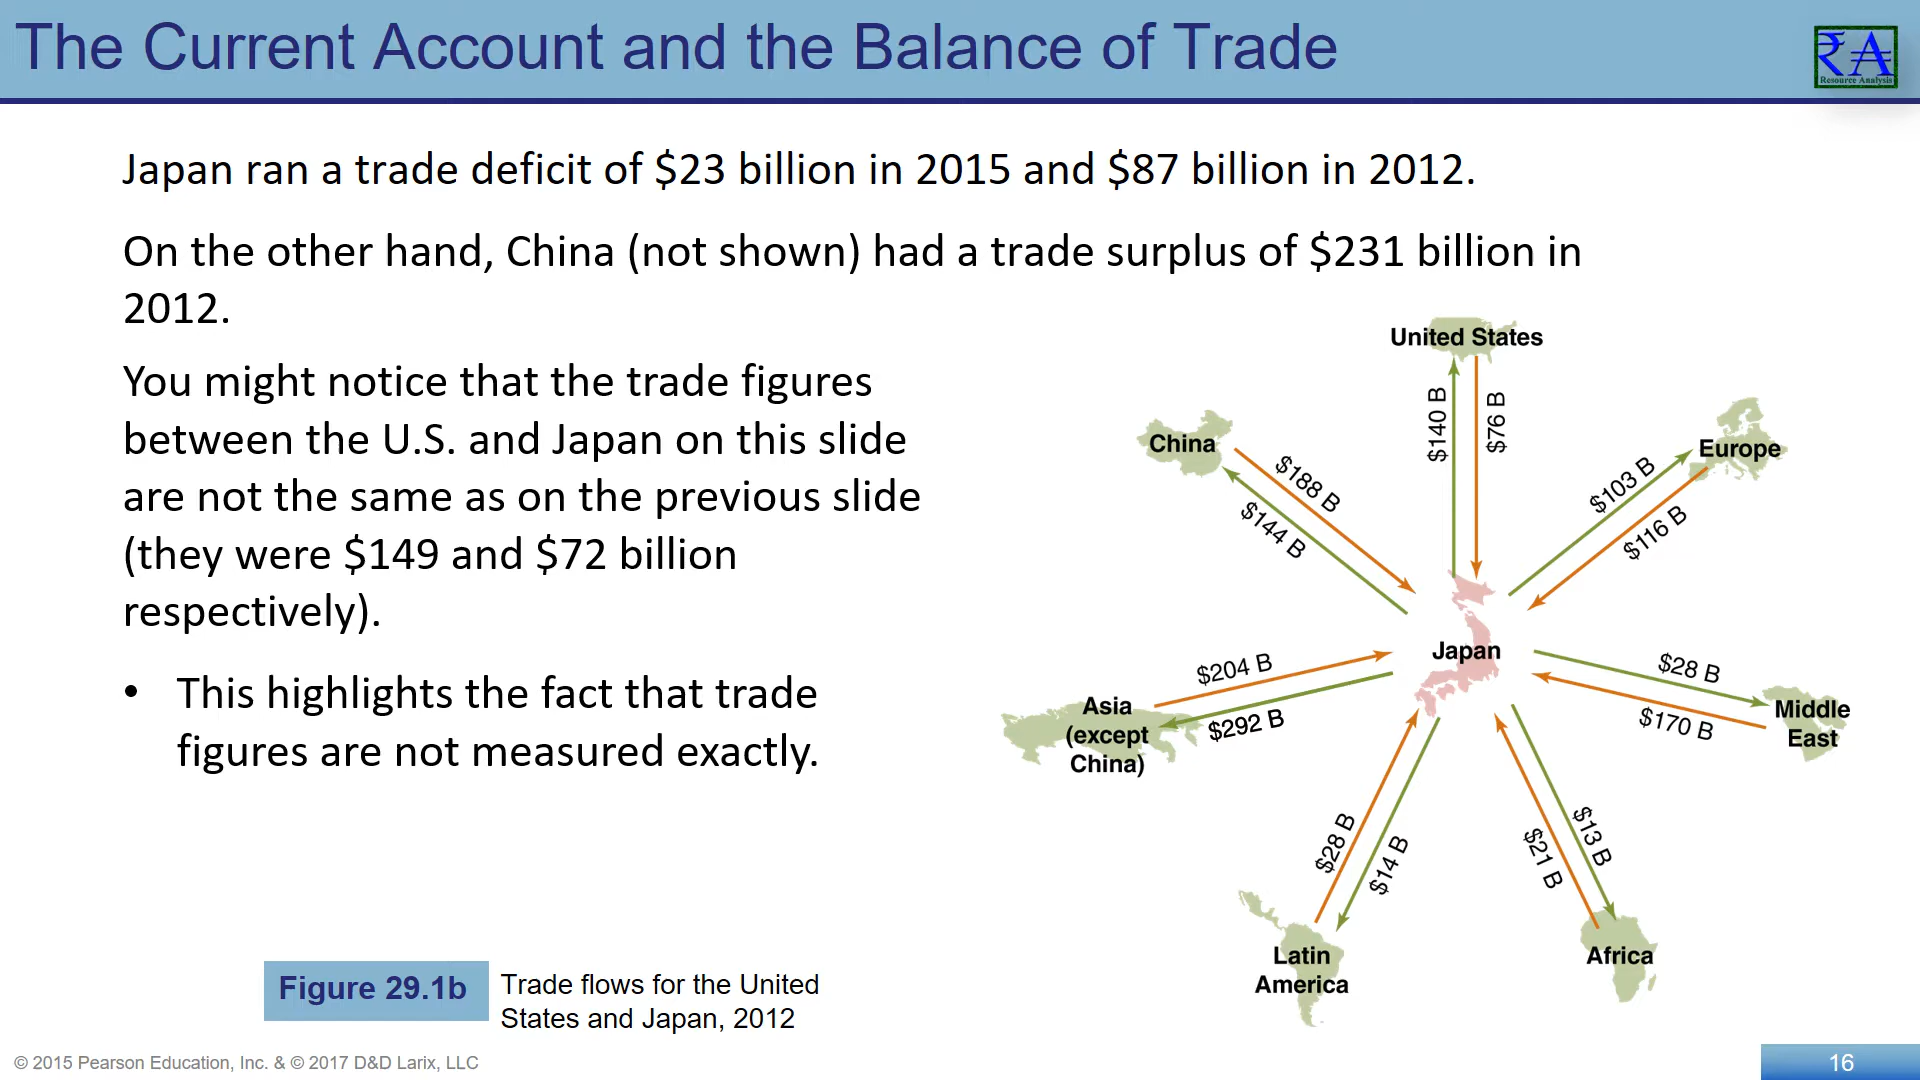 The Current Account and the Balance of Trade
₹A
Resource Analysis
Japan ran a trade deficit of $23 billion in 2015 and $87 billion in 2012.
On the other hand, China (not shown) had a trade surplus of $231 billion in
2012.
You might notice that the trade figures
between the U.S. and Japan on this slide
are not the same as on the previous slide
(they were $149 and $72 billion
respectively).
• This highlights the fact that trade
figures are not measured exactly.
United States
$140 B
$76 B
China
$188 B
$144 B
Europe
$103 B
$116 B
Japan
$204 B
$292 B
Asia
(except
China)
$28 B
$170 B
Middle
East
$28 B
$14 B
Latin
America
$13 B
$21 B
Africa
Figure 29.1b
Trade flows for the United
States and Japan, 2012
© 2015 Pearson Education, Inc. & © 2017 D&D Larix, LLC
16